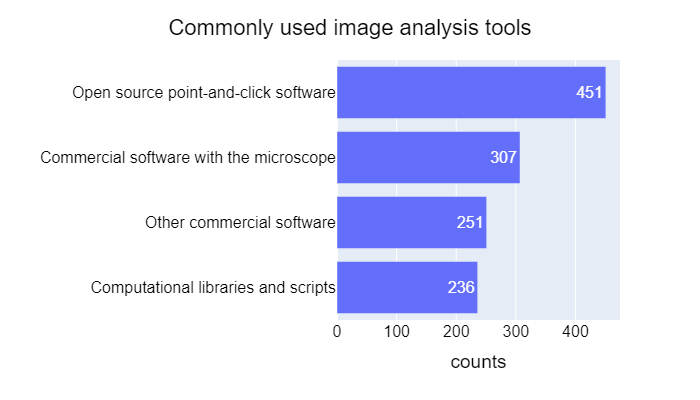 Commonly used image analysis tools
Open source point-and-click software 451
Commercial software with the microscope 307
Other commercial software 251
Computational libraries and scripts 236
0 100 200 300 400
counts